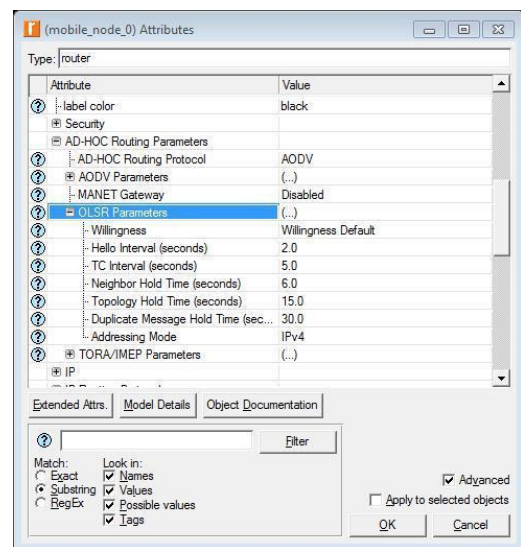 (mobile_node_0) Attributes
Type: router
Attribute Value
label color black
Security
AD-HOC Routing Parameters
AD-HOC Routing Protocol AODV
AODV Parameters (...)
MANET Gateway Disabled
OLSR Parameters (...)
Willingness Willingness Default
Hello Interval (seconds) 2.0
TC Interval (seconds) 5.0
Neighbor Hold Time (seconds) 6.0
Topology Hold Time (seconds) 15.0
Duplicate Message Hold Time (sec... 30.0
Addressing Mode IPv4
TORA/IMEP Parameters (...)
IP
Extended Attrs. Model Details Object Documentation
Filter
Match: Look in:
Exact Names
Substring Values
RegEx Possible values
Tags
Advanced
Apply to selected objects
OK Cancel